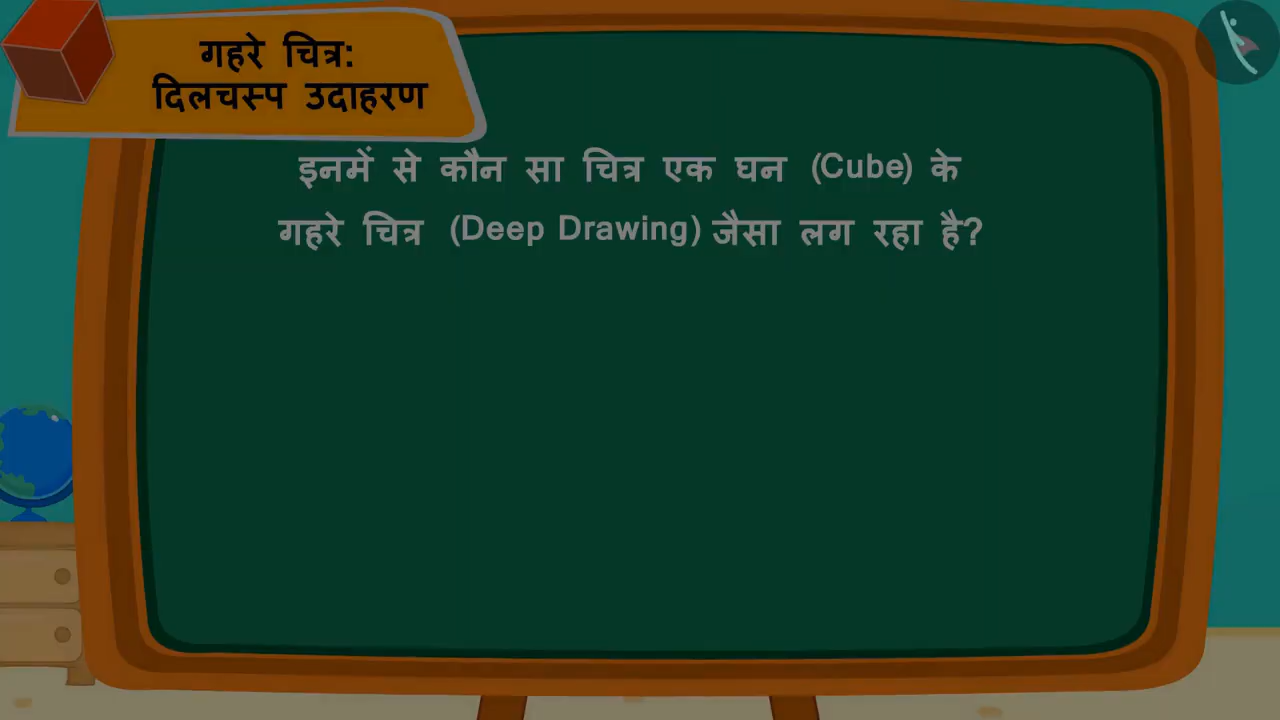 गहरे चित्र:
दिलचस्प उदाहरण
इनमें से कौन सा चित्र एक घन (Cube) के
गहरे चित्र (Deep Drawing) जैसा लग रहा है?